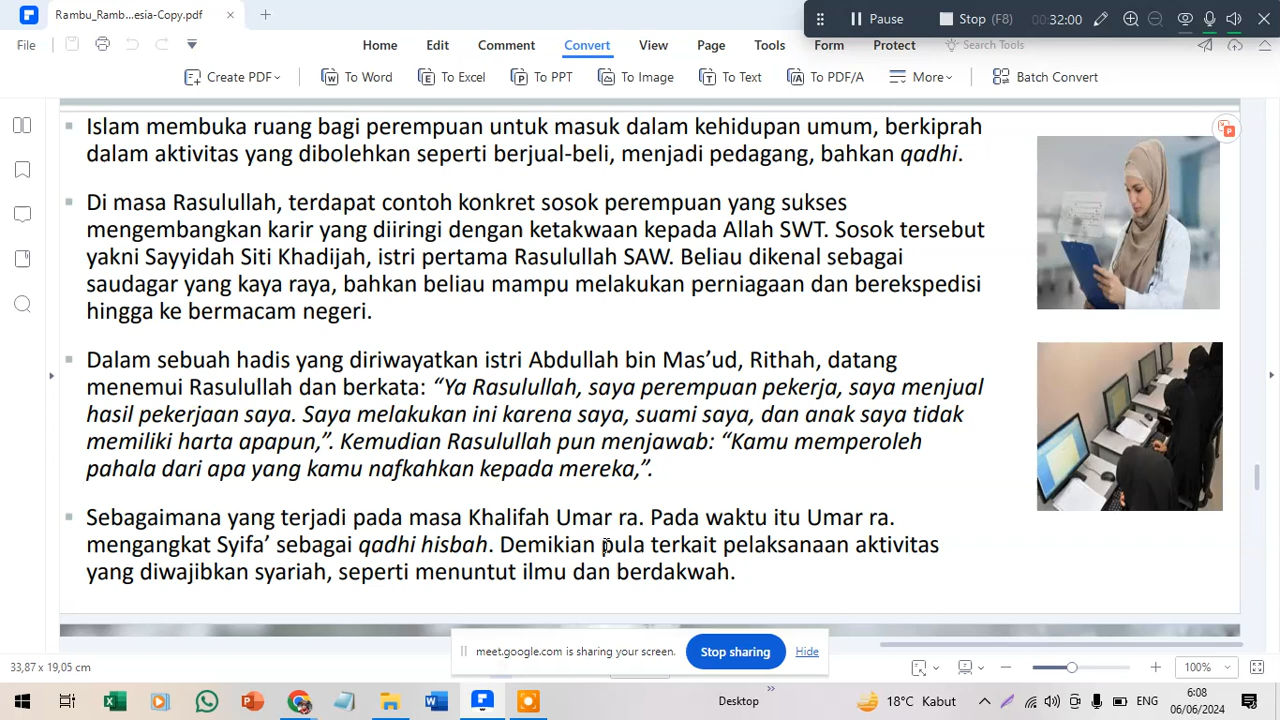 Rambu_Ramb...esia-Copy.pdf
Pause
Stop (F8)
00:32:00
File
Home
Edit
Comment
Convert
View
Page
Tools
Form
Protect
Search Tools
Create PDF
To Word
To Excel
To PPT
To Image
To Text
To PDF/A
More
Batch Convert
Islam membuka ruang bagi perempuan untuk masuk dalam kehidupan umum, berkiprah
dalam aktivitas yang dibolehkan seperti berjual-beli, menjadi pedagang, bahkan qadhi.
Di masa Rasulullah, terdapat contoh konkret sosok perempuan yang sukses
mengembangkan karir yang diiringi dengan ketakwaan kepada Allah SWT. Sosok tersebut
yakni Sayyidah Siti Khadijah, istri pertama Rasulullah SAW. Beliau dikenal sebagai
saudagar yang kaya raya, bahkan beliau mampu melakukan perniagaan dan berekspedisi
hingga ke bermacam negeri.
Dalam sebuah hadis yang diriwayatkan istri Abdullah bin Mas’ud, Rithah, datang
menemui Rasulullah dan berkata: “Ya Rasulullah, saya perempuan pekerja, saya menjual
hasil pekerjaan saya. Saya melakukan ini karena saya, suami saya, dan anak saya tidak
memiliki harta apapun,”. Kemudian Rasulullah pun menjawab: “Kamu memperoleh
pahala dari apa yang kamu nafkahkan kepada mereka,”.
Sebagaimana yang terjadi pada masa Khalifah Umar ra. Pada waktu itu Umar ra.
mengangkat Syifa’ sebagai qadhi hisbah. Demikian pula terkait pelaksanaan aktivitas
yang diwajibkan syariah, seperti menuntut ilmu dan berdakwah.
meet.google.com is sharing your screen.
Stop sharing
Hide
33,87 x 19,05 cm
100%
Desktop
18°C Kabut
ENG
6:08
06/06/2024